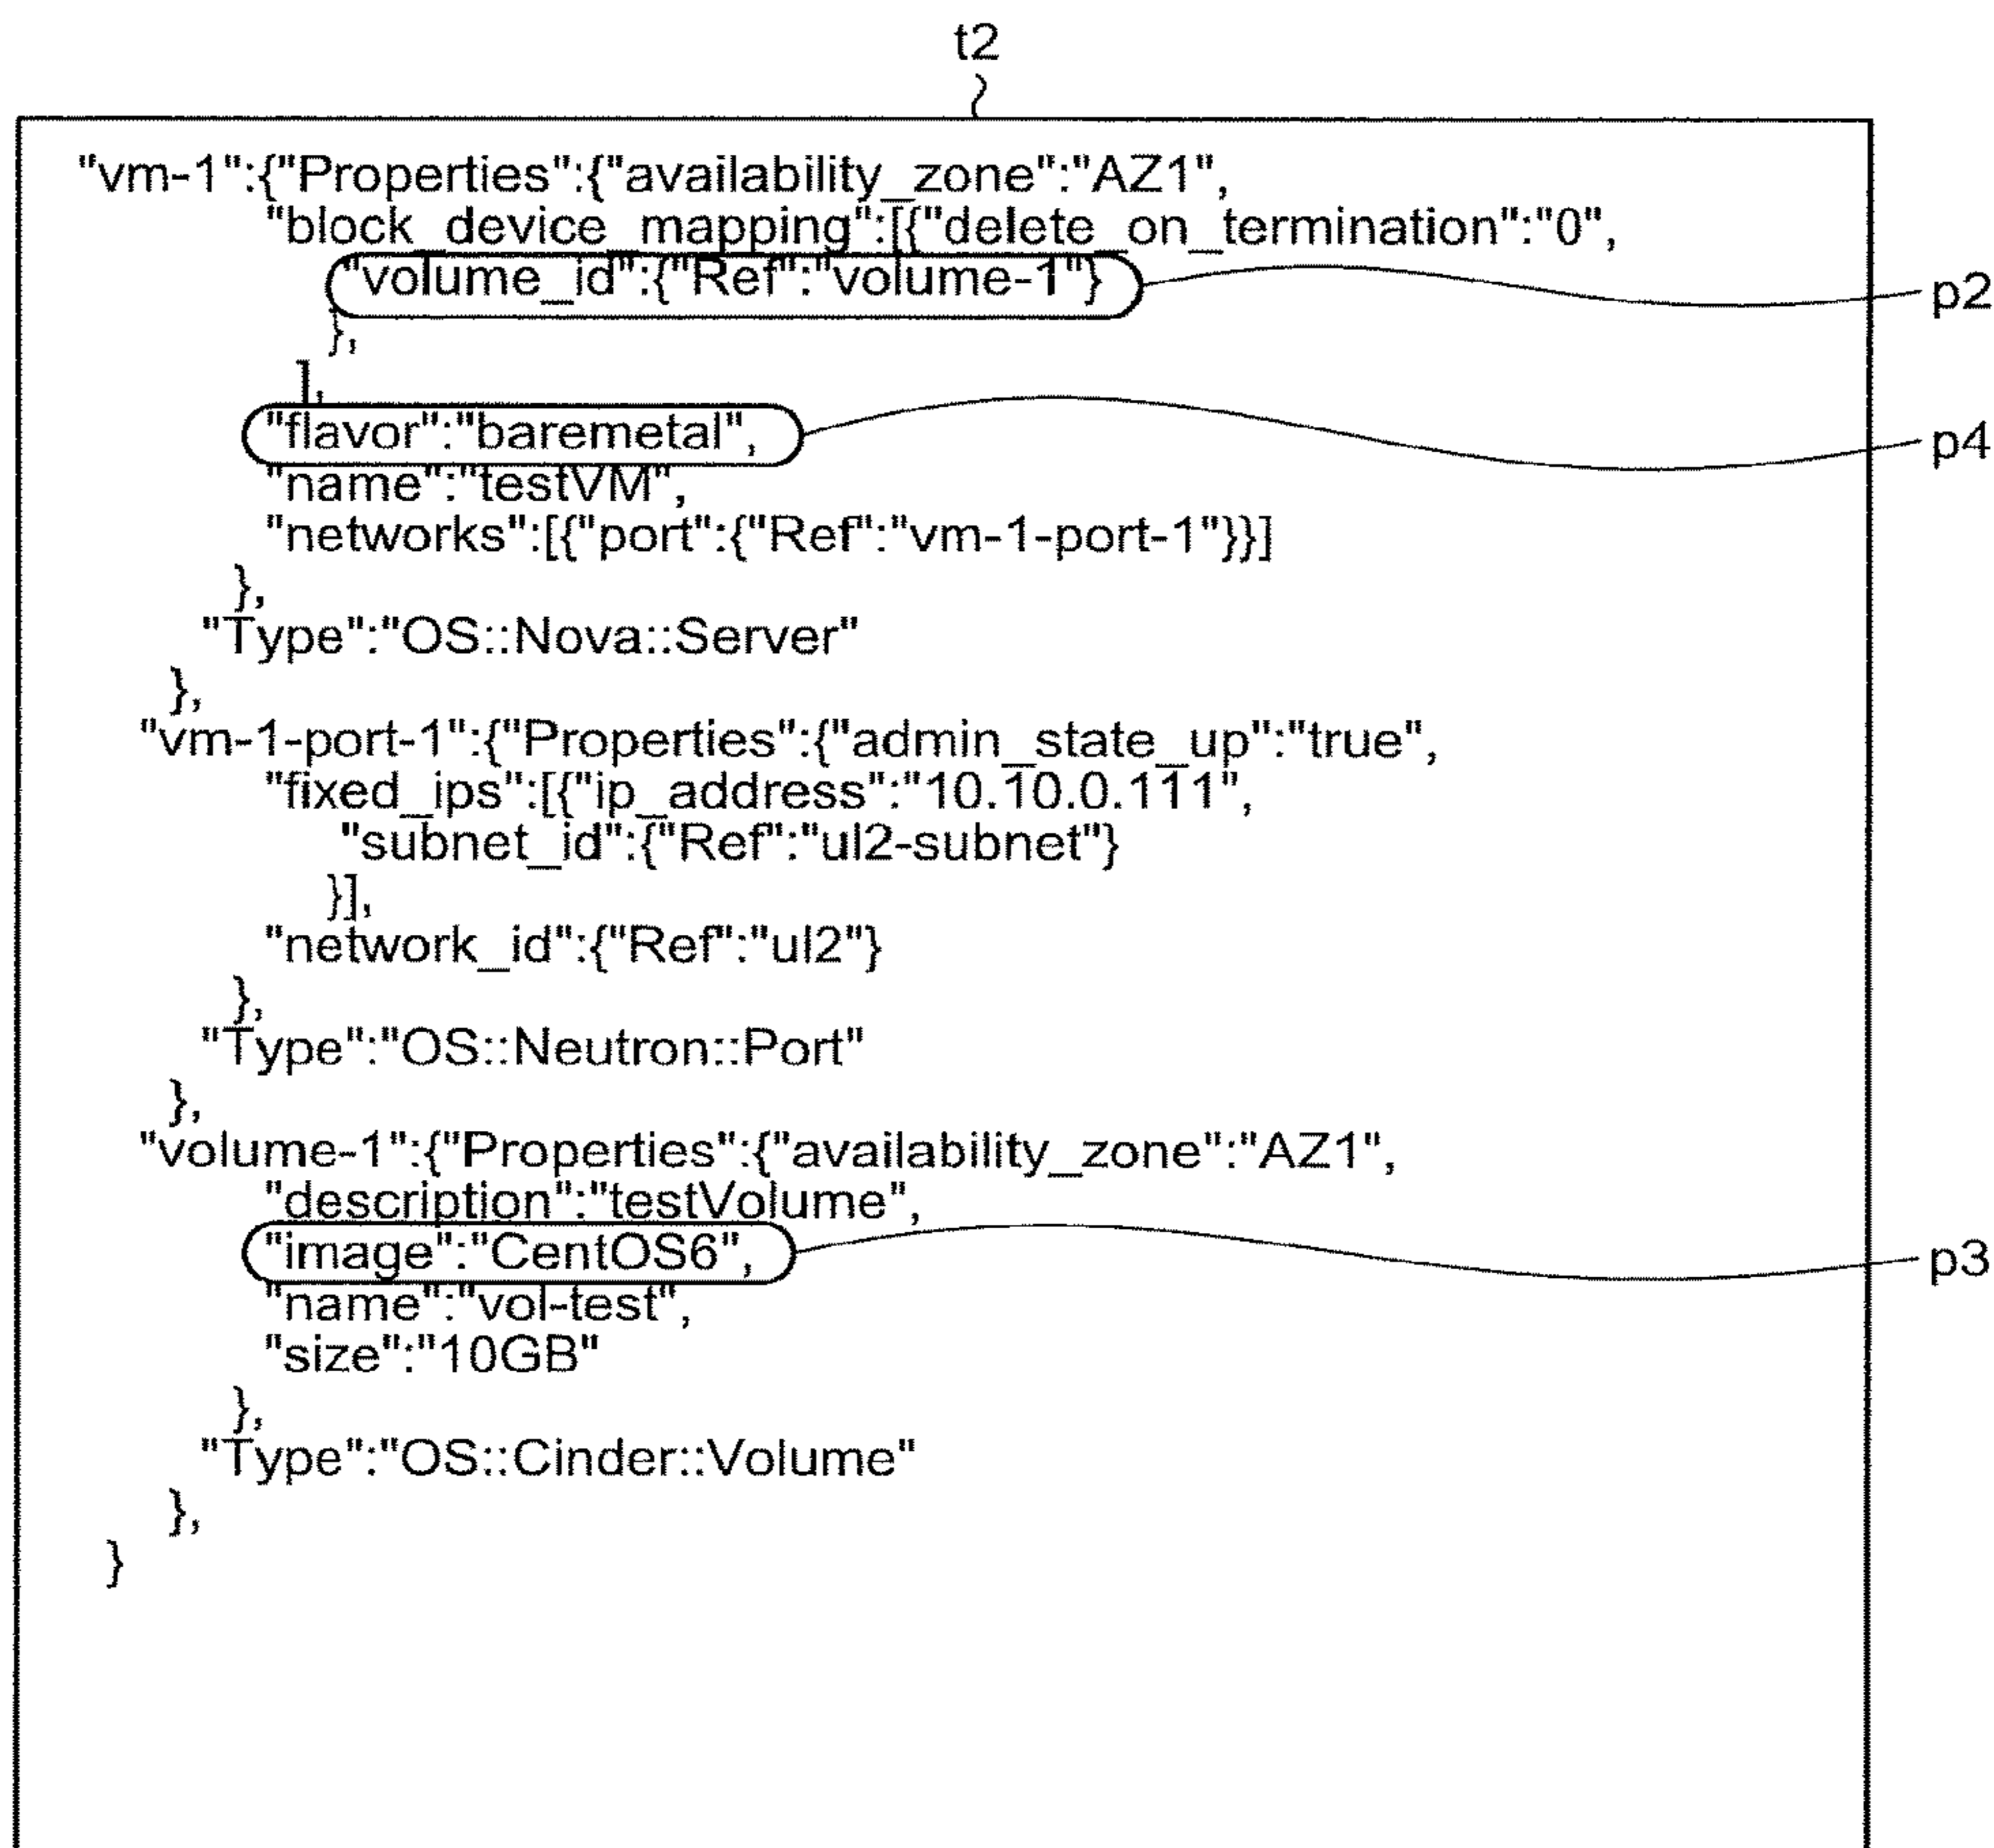 t2
"vm-1":{"Properties":{"availability_zone":"AZ1",
"block_device_mapping":[{"delete_on_termination":"0",
"volume_id":{"Ref":"volume-1"} p2
},
],
"flavor":"baremetal", p4
"name":"testVM",
"networks":[{"port":{"Ref":"vm-1-port-1"}}]
},
"Type":"OS::Nova::Server"
},
"vm-1-port-1":{"Properties":{"admin_state_up":"true",
"fixed_ips":[{"ip_address":"10.10.0.111",
"subnet_id":{"Ref":"ul2-subnet"}
}],
"network_id":{"Ref":"ul2"}
},
"Type":"OS::Neutron::Port"
},
"volume-1":{"Properties":{"availability_zone":"AZ1",
"description":"testVolume",
"image":"CentOS6", p3
"name":"vol-test",
"size":"10GB"
},
"Type":"OS::Cinder::Volume"
},
}